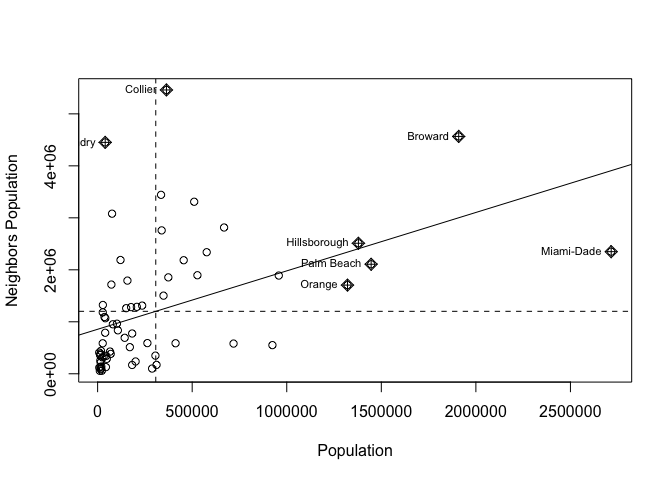 Collier
dry
Broward
Hillsborough
Palm Beach
Orange
Miami-Dade
Neighbors Population
0e+00
2e+06
4e+06
0
500000
1000000
1500000
2000000
2500000
Population